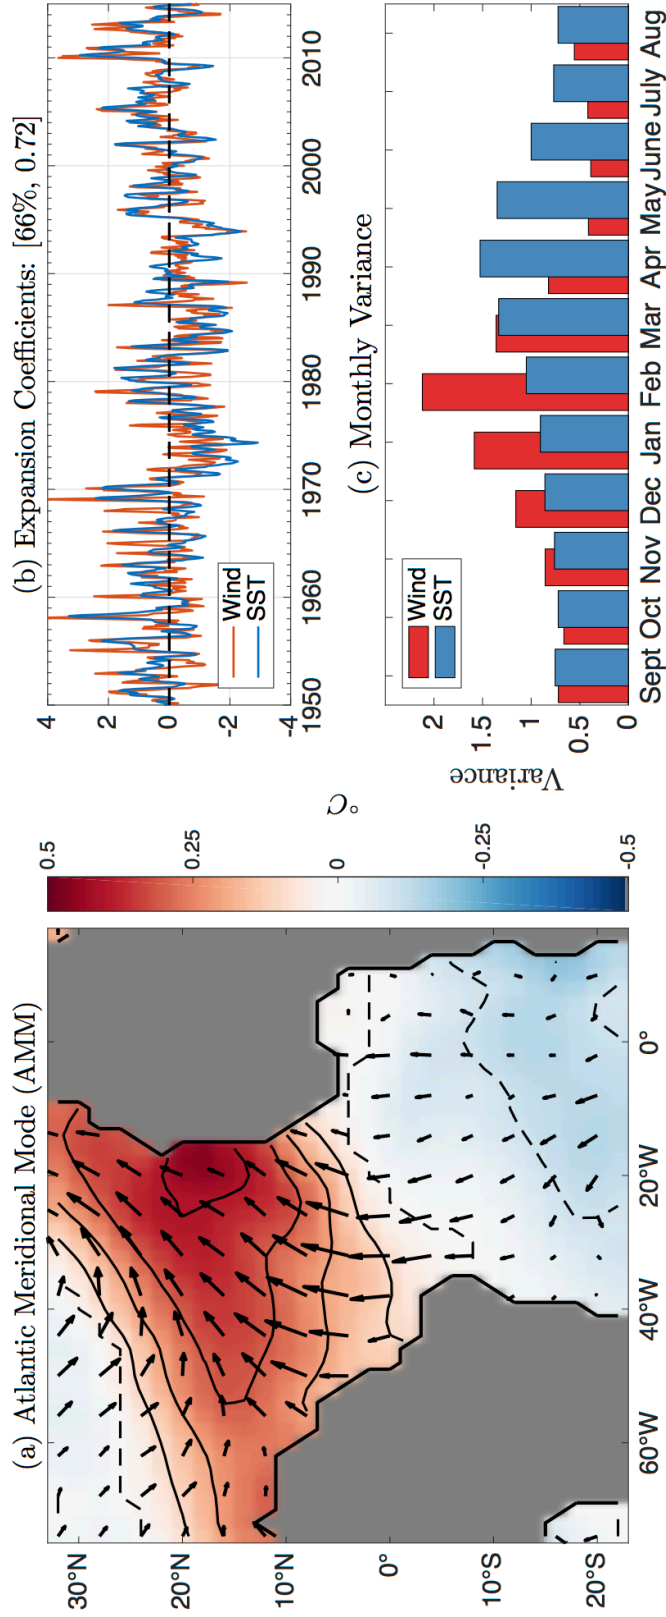 (a) Atlantic Meridional Mode (AMM)
30°N
20°N
10°N
0°
10°S
20°S
60°W
40°W
20°W
0°
0.5
0.25
0
-0.25
-0.5
°C
(b) Expansion Coefficients: [66%, 0.72]
4
2
0
-2
-4
Wind
SST
1950
1960
1970
1980
1990
2000
2010
(c) Monthly Variance
Variance
2
1.5
1
0.5
0
Wind
SST
Sept Oct Nov Dec Jan Feb Mar Apr May June July Aug